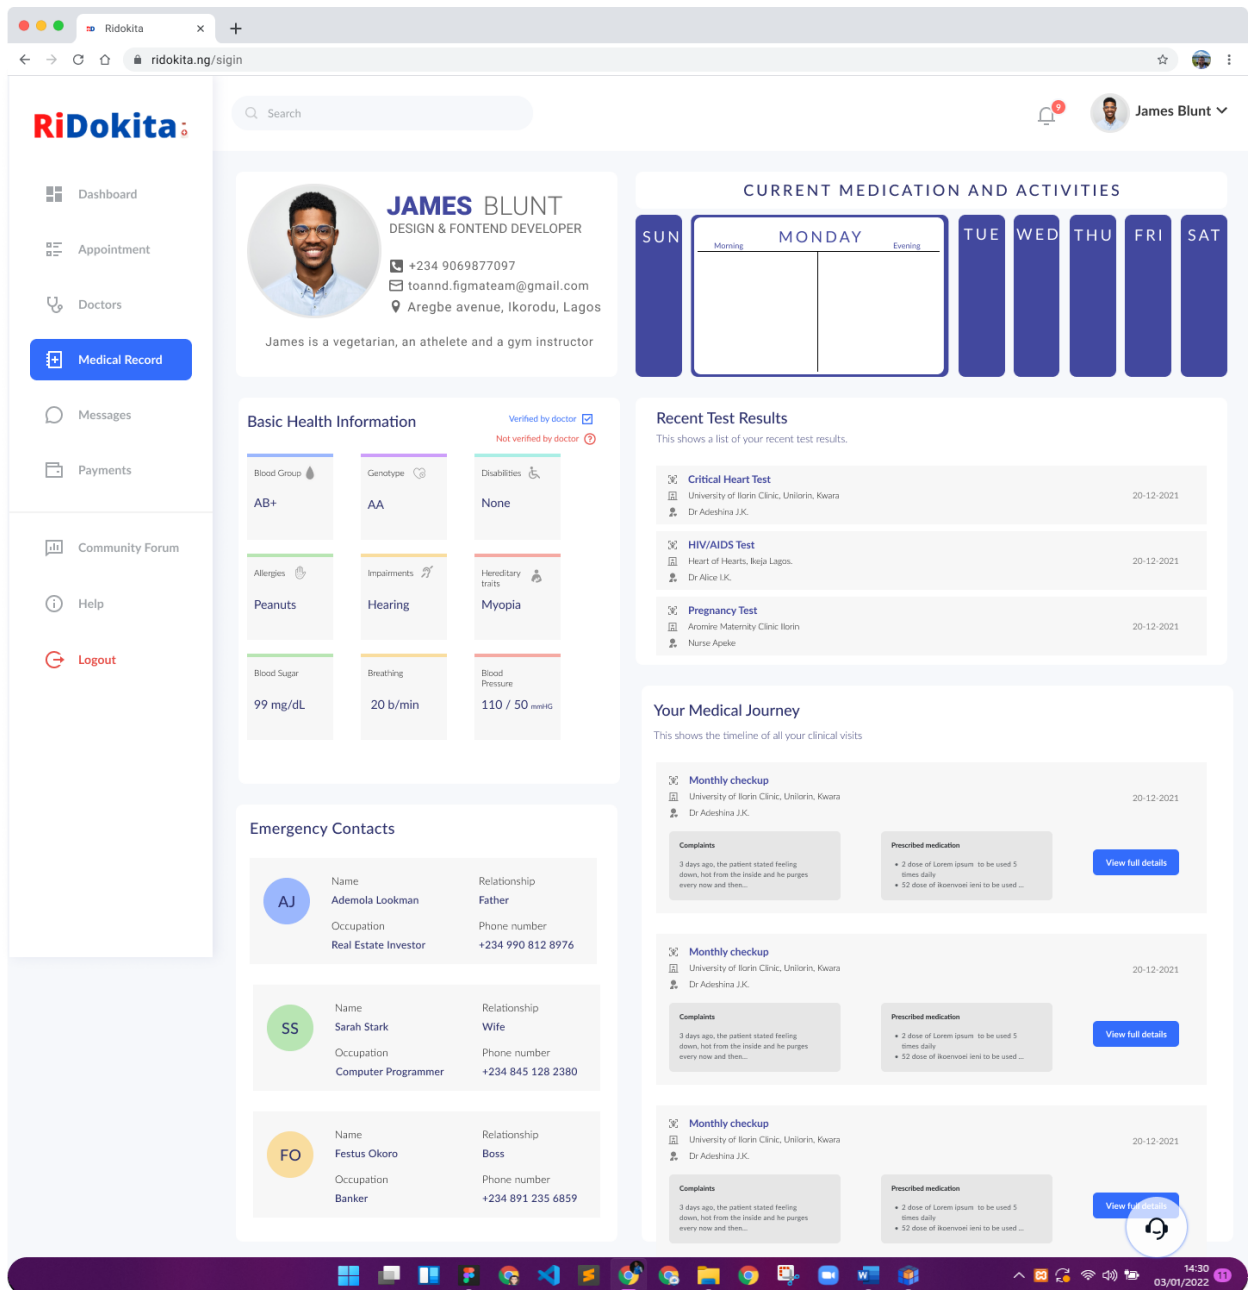 Ridokita
ridokita.ng/sigin
RiDokita
Search
9
James Blunt
Dashboard
Appointment
Doctors
Medical Record
Messages
Payments
Community Forum
Help
Logout
JAMES BLUNT
DESIGN & FONTEND DEVELOPER
+234 9069877097
toannd.figmateam@gmail.com
Aregbe avenue, Ikorodu, Lagos
James is a vegetarian, an athelete and a gym instructor
CURRENT MEDICATION AND ACTIVITIES
SUN
Morning
MONDAY
Evening
TUE
WED
THU
FRI
SAT
Basic Health Information
Verified by doctor
Not verified by doctor
Blood Group
AB+
Genotype
AA
Disabilities
None
Allergies
Peanuts
Impairments
Hearing
Hereditary
traits
Myopia
Blood Sugar
99 mg/dL
Breathing
20 b/min
Blood
Pressure
110 / 50 mmHG
Recent Test Results
This shows a list of your recent test results.
Critical Heart Test
University of Ilorin Clinic, Unilorin, Kwara
Dr Adeshina J.K.
20-12-2021
HIV/AIDS Test
Heart of Hearts, Ikeja Lagos.
Dr Alice I.K.
20-12-2021
Pregnancy Test
Aromire Maternity Clinic Ilorin
Nurse Apeke
20-12-2021
Emergency Contacts
AJ
Name
Ademola Lookman
Relationship
Father
Occupation
Real Estate Investor
Phone number
+234 990 812 8976
SS
Name
Sarah Stark
Relationship
Wife
Occupation
Computer Programmer
Phone number
+234 845 128 2380
FO
Name
Festus Okoro
Relationship
Boss
Occupation
Banker
Phone number
+234 891 235 6859
Your Medical Journey
This shows the timeline of all your clinical visits
Monthly checkup
University of Ilorin Clinic, Unilorin, Kwara
Dr Adeshina J.K.
20-12-2021
Complaints
3 days ago, the patient stated feeling
down, hot from the inside and he purges
every now and then...
Prescribed medication
• 2 dose of Lorem ipsum to be used 5
times daily
• 52 dose of ikoenvoei ieni to be used ...
View full details
Monthly checkup
University of Ilorin Clinic, Unilorin, Kwara
Dr Adeshina J.K.
20-12-2021
Complaints
3 days ago, the patient stated feeling
down, hot from the inside and he purges
every now and then...
Prescribed medication
• 2 dose of Lorem ipsum to be used 5
times daily
• 52 dose of ikoenvoei ieni to be used ...
View full details
Monthly checkup
University of Ilorin Clinic, Unilorin, Kwara
Dr Adeshina J.K.
20-12-2021
Complaints
3 days ago, the patient stated feeling
down, hot from the inside and he purges
every now and then...
Prescribed medication
• 2 dose of Lorem ipsum to be used 5
times daily
• 52 dose of ikoenvoei ieni to be used ...
View full details
14:30
03/01/2022
11